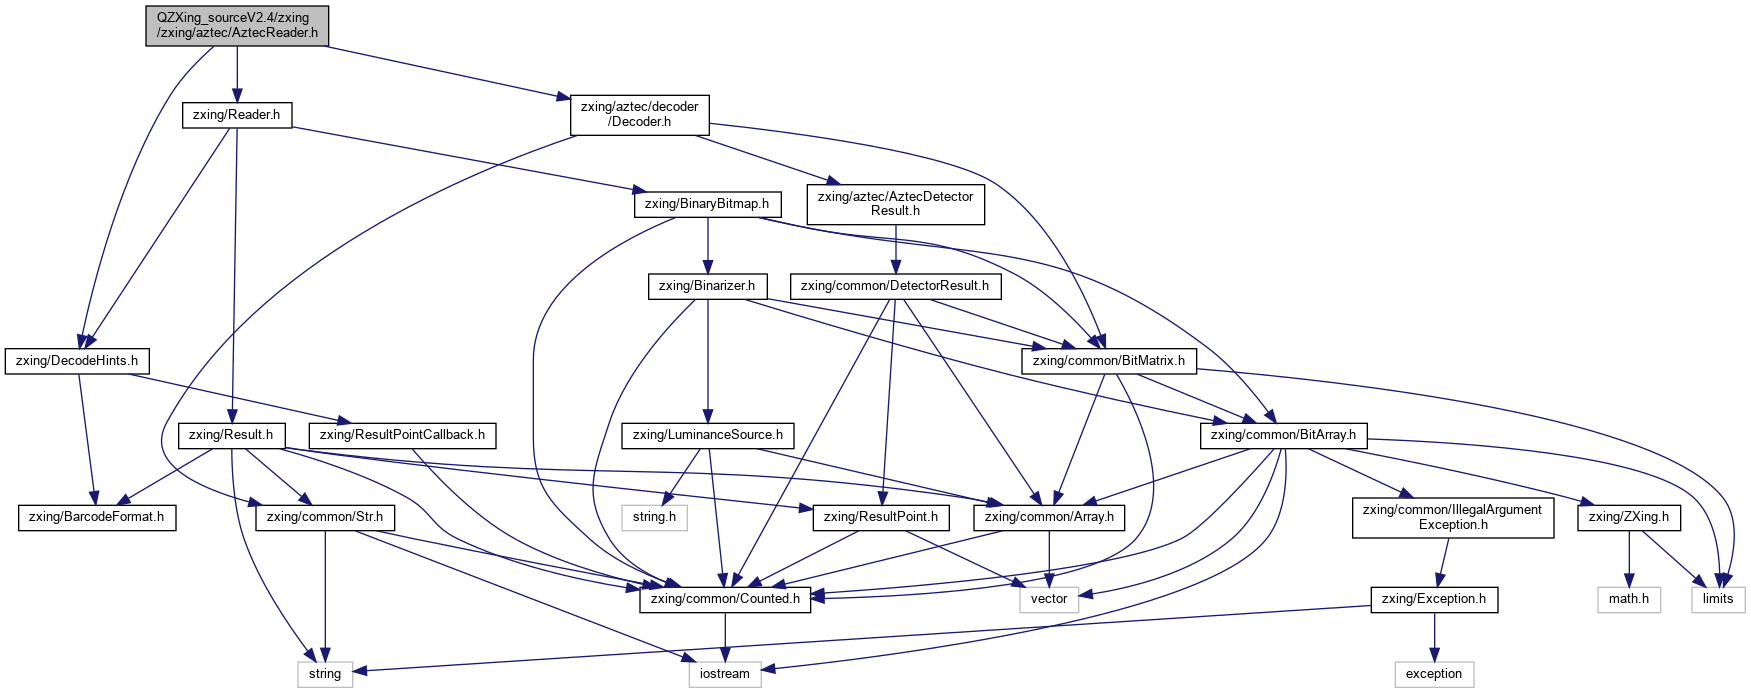 QZXing_sourceV2.4/zxing
/zxing/aztec/AztecReader.h
zxing/Reader.h
zxing/aztec/decoder
/Decoder.h
zxing/BinaryBitmap.h
zxing/aztec/AztecDetector
Result.h
zxing/Binarizer.h
zxing/common/DetectorResult.h
zxing/DecodeHints.h
zxing/common/BitMatrix.h
zxing/Result.h
zxing/ResultPointCallback.h
zxing/LuminanceSource.h
zxing/common/BitArray.h
zxing/BarcodeFormat.h
zxing/common/Str.h
string.h
zxing/ResultPoint.h
zxing/common/Array.h
zxing/common/IllegalArgument
Exception.h
zxing/ZXing.h
zxing/common/Counted.h
vector
zxing/Exception.h
math.h
limits
string
iostream
exception